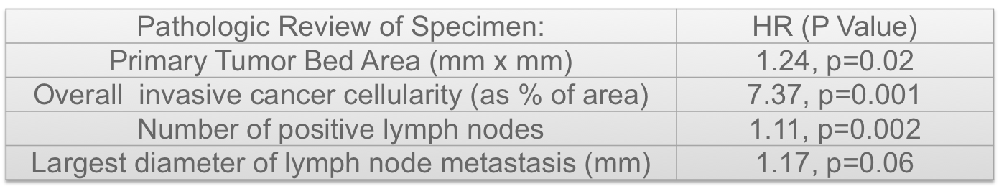 Pathologic Review of Specimen: HR (P Value)
Primary Tumor Bed Area (mm x mm) 1.24, p=0.02
Overall  invasive cancer cellularity (as % of area) 7.37, p=0.001
Number of positive lymph nodes 1.11, p=0.002
Largest diameter of lymph node metastasis (mm) 1.17, p=0.06